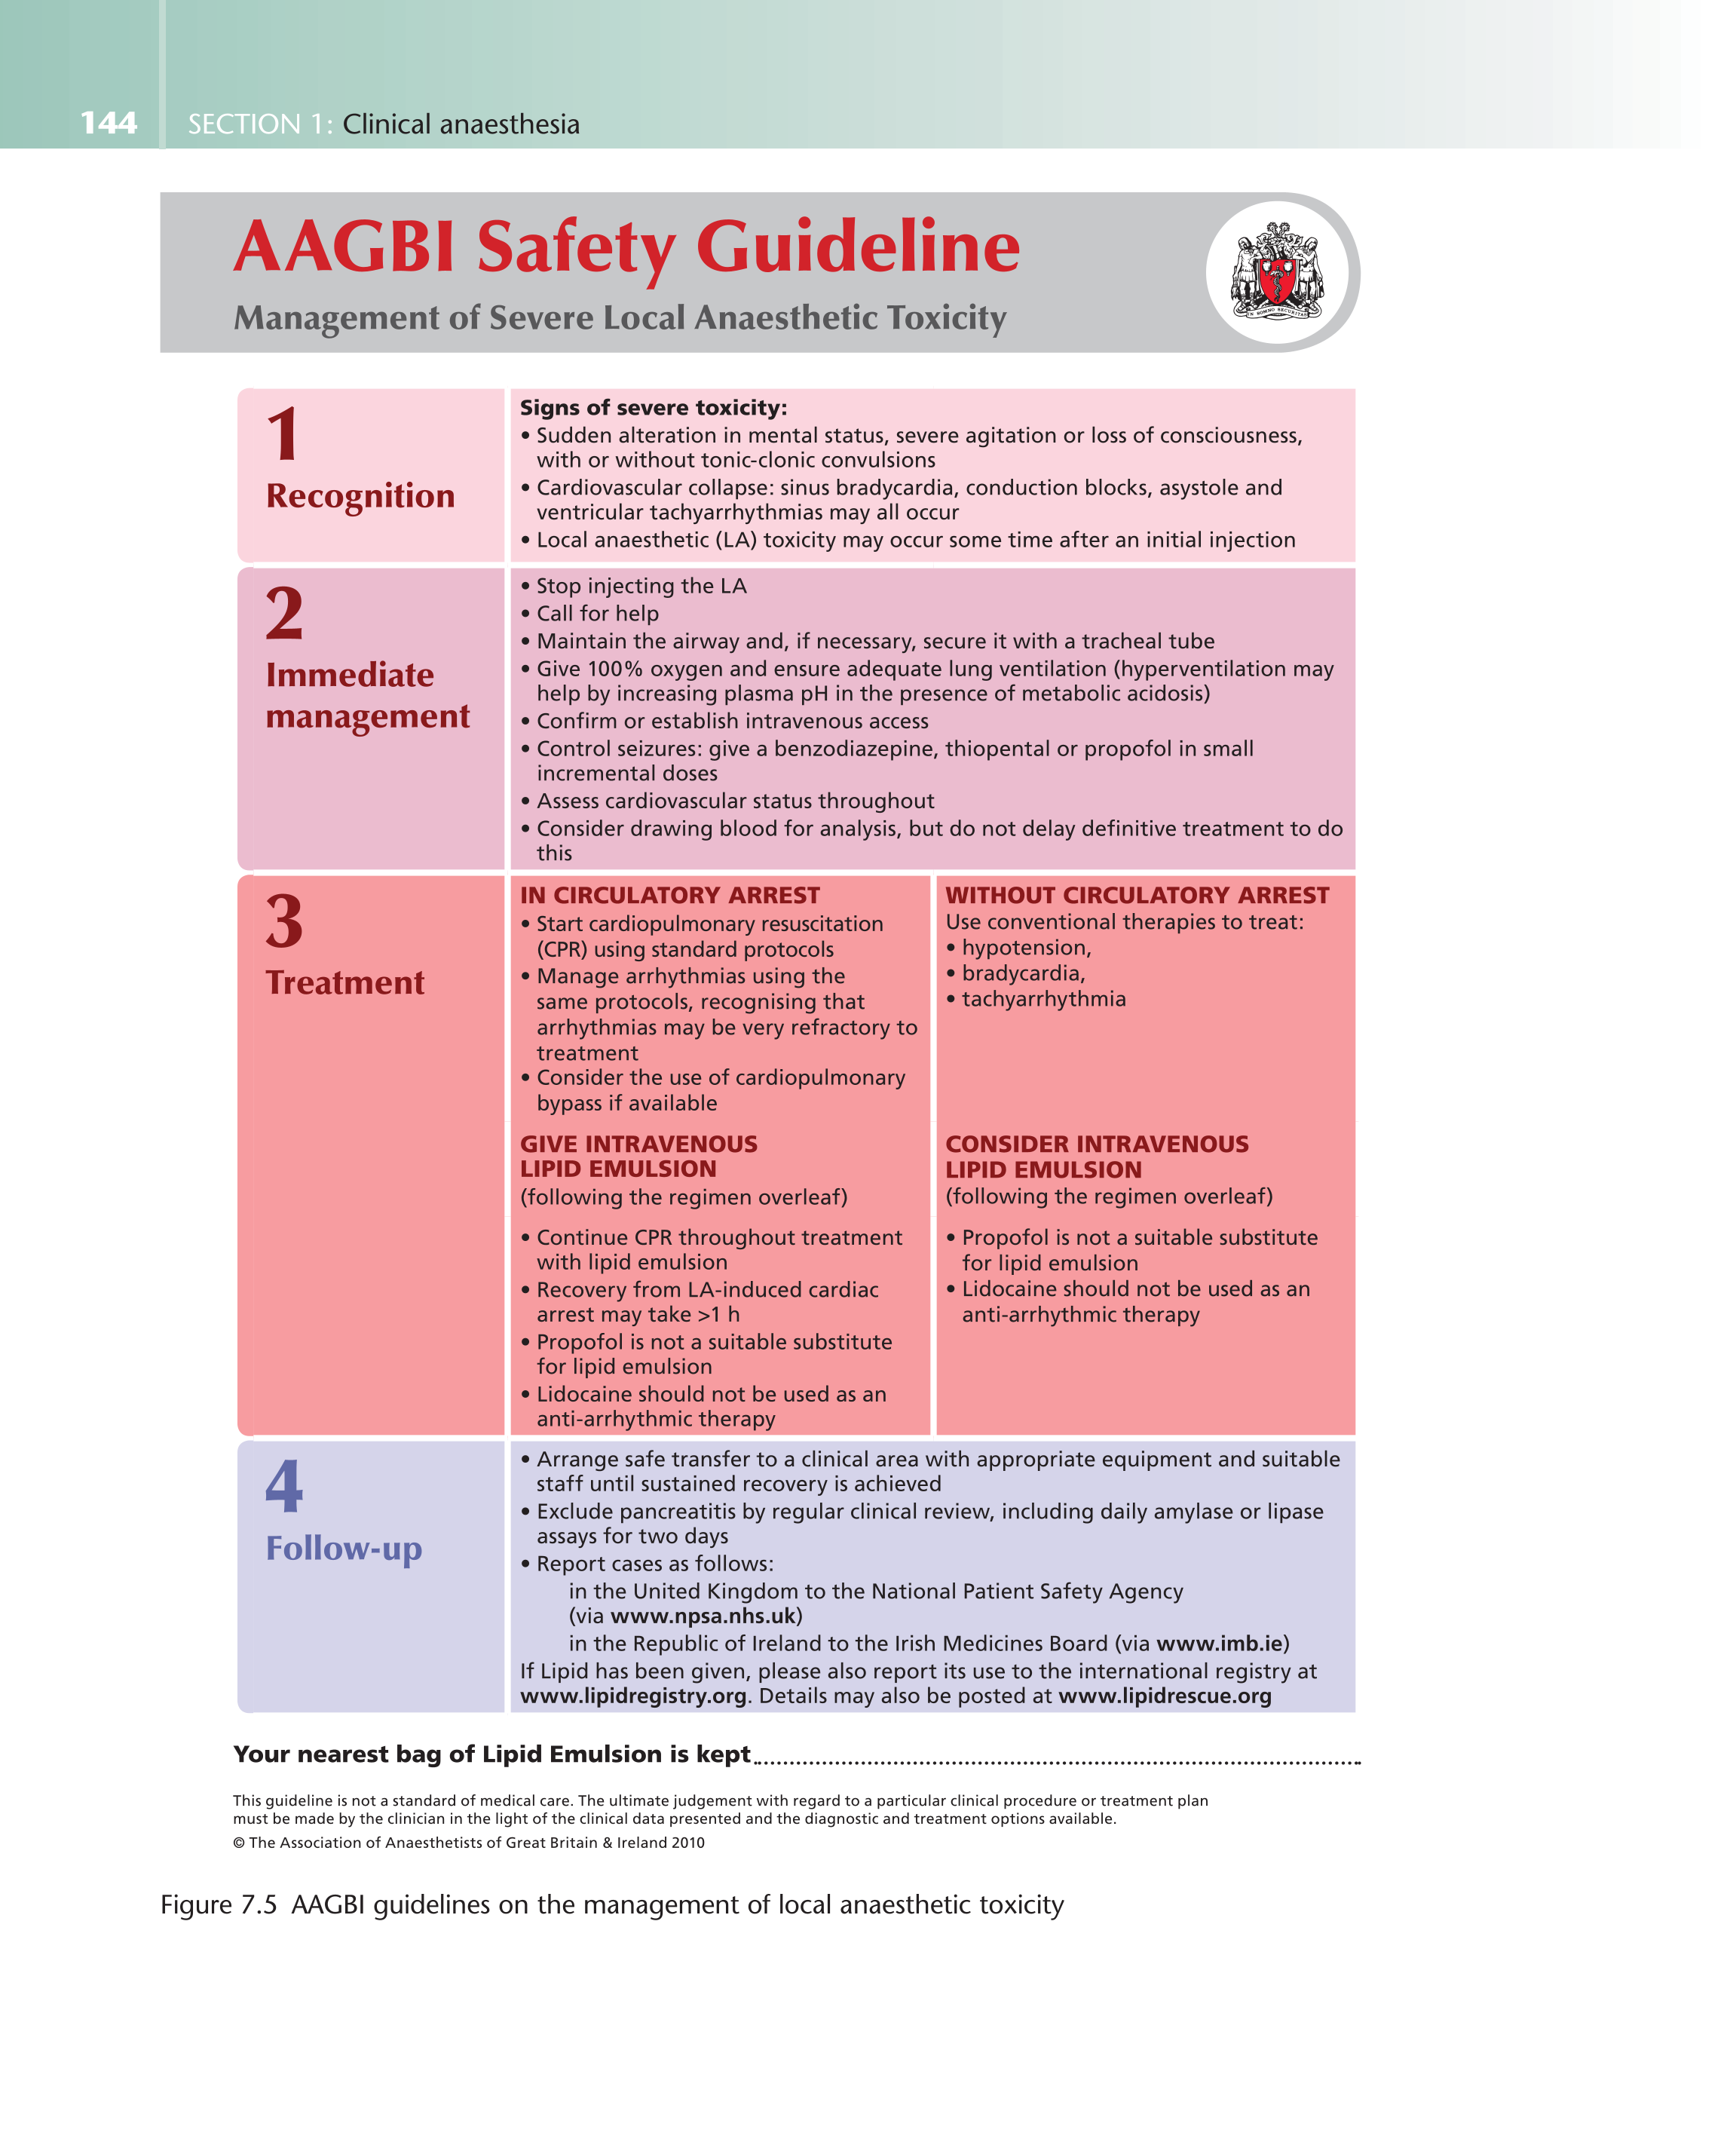 144 SECTION 1: Clinical anaesthesia
AAGBI Safety Guideline
Management of Severe Local Anaesthetic Toxicity
IN SOMNO SECURITAS
1
Recognition
Signs of severe toxicity:
• Sudden alteration in mental status, severe agitation or loss of consciousness,
with or without tonic-clonic convulsions
• Cardiovascular collapse: sinus bradycardia, conduction blocks, asystole and
ventricular tachyarrhythmias may all occur
• Local anaesthetic (LA) toxicity may occur some time after an initial injection
2
Immediate
management
• Stop injecting the LA
• Call for help
• Maintain the airway and, if necessary, secure it with a tracheal tube
• Give 100% oxygen and ensure adequate lung ventilation (hyperventilation may
help by increasing plasma pH in the presence of metabolic acidosis)
• Confirm or establish intravenous access
• Control seizures: give a benzodiazepine, thiopental or propofol in small
incremental doses
• Assess cardiovascular status throughout
• Consider drawing blood for analysis, but do not delay definitive treatment to do
this
3
Treatment
IN CIRCULATORY ARREST
• Start cardiopulmonary resuscitation
(CPR) using standard protocols
• Manage arrhythmias using the
same protocols, recognising that
arrhythmias may be very refractory to
treatment
• Consider the use of cardiopulmonary
bypass if available
GIVE INTRAVENOUS
LIPID EMULSION
(following the regimen overleaf)
• Continue CPR throughout treatment
with lipid emulsion
• Recovery from LA-induced cardiac
arrest may take >1 h
• Propofol is not a suitable substitute
for lipid emulsion
• Lidocaine should not be used as an
anti-arrhythmic therapy
WITHOUT CIRCULATORY ARREST
Use conventional therapies to treat:
• hypotension,
• bradycardia,
• tachyarrhythmia
CONSIDER INTRAVENOUS
LIPID EMULSION
(following the regimen overleaf)
• Propofol is not a suitable substitute
for lipid emulsion
• Lidocaine should not be used as an
anti-arrhythmic therapy
4
Follow-up
• Arrange safe transfer to a clinical area with appropriate equipment and suitable
staff until sustained recovery is achieved
• Exclude pancreatitis by regular clinical review, including daily amylase or lipase
assays for two days
• Report cases as follows:
in the United Kingdom to the National Patient Safety Agency
(via www.npsa.nhs.uk)
in the Republic of Ireland to the Irish Medicines Board (via www.imb.ie)
If Lipid has been given, please also report its use to the international registry at
www.lipidregistry.org. Details may also be posted at www.lipidrescue.org
Your nearest bag of Lipid Emulsion is kept........................................................................................
This guideline is not a standard of medical care. The ultimate judgement with regard to a particular clinical procedure or treatment plan
must be made by the clinician in the light of the clinical data presented and the diagnostic and treatment options available.
© The Association of Anaesthetists of Great Britain & Ireland 2010
Figure 7.5 AAGBI guidelines on the management of local anaesthetic toxicity